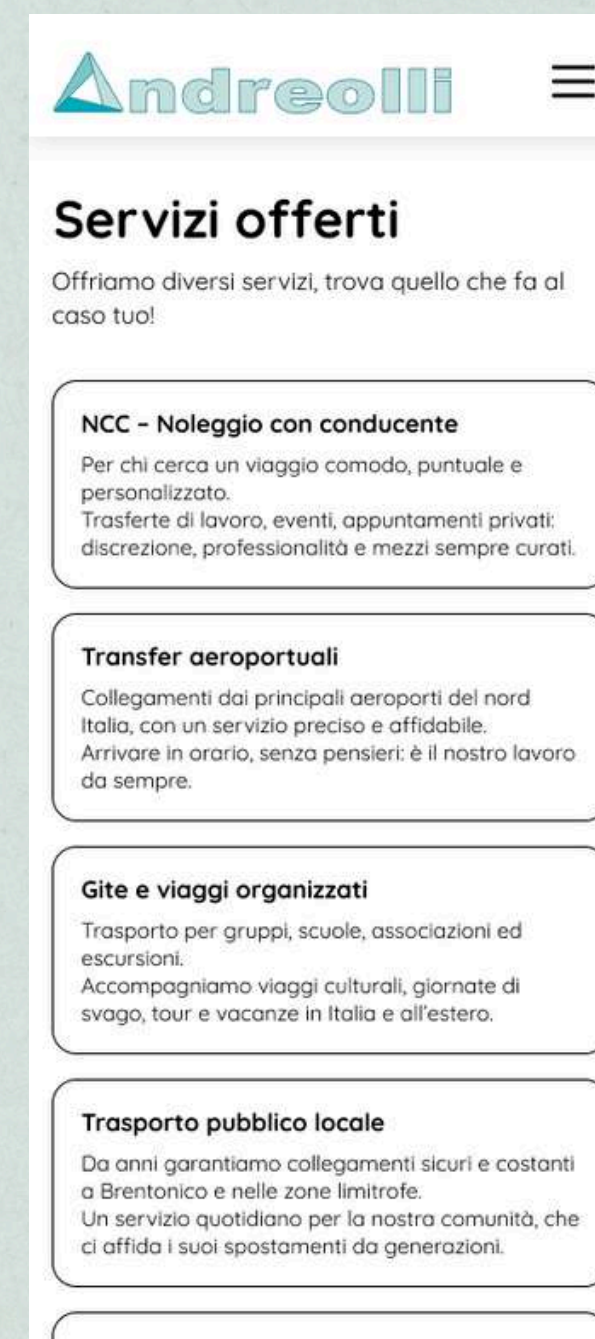 Andreolli
Servizi offerti
Offriamo diversi servizi, trova quello che fa al
caso tuo!
NCC – Noleggio con conducente
Per chi cerca un viaggio comodo, puntuale e
personalizzato.
Trasferte di lavoro, eventi, appuntamenti privati:
discrezione, professionalità e mezzi sempre curati.
Transfer aeroportuali
Collegamenti dai principali aeroporti del nord
Italia, con un servizio preciso e affidabile.
Arrivare in orario, senza pensieri: è il nostro lavoro
da sempre.
Gite e viaggi organizzati
Trasporto per gruppi, scuole, associazioni ed
escursioni.
Accompagniamo viaggi culturali, giornate di
svago, tour e vacanze in Italia e all'estero.
Trasporto pubblico locale
Da anni garantiamo collegamenti sicuri e costanti
a Brentonico e nelle zone limitrofe.
Un servizio quotidiano per la nostra comunità, che
ci affida i suoi spostamenti da generazioni.